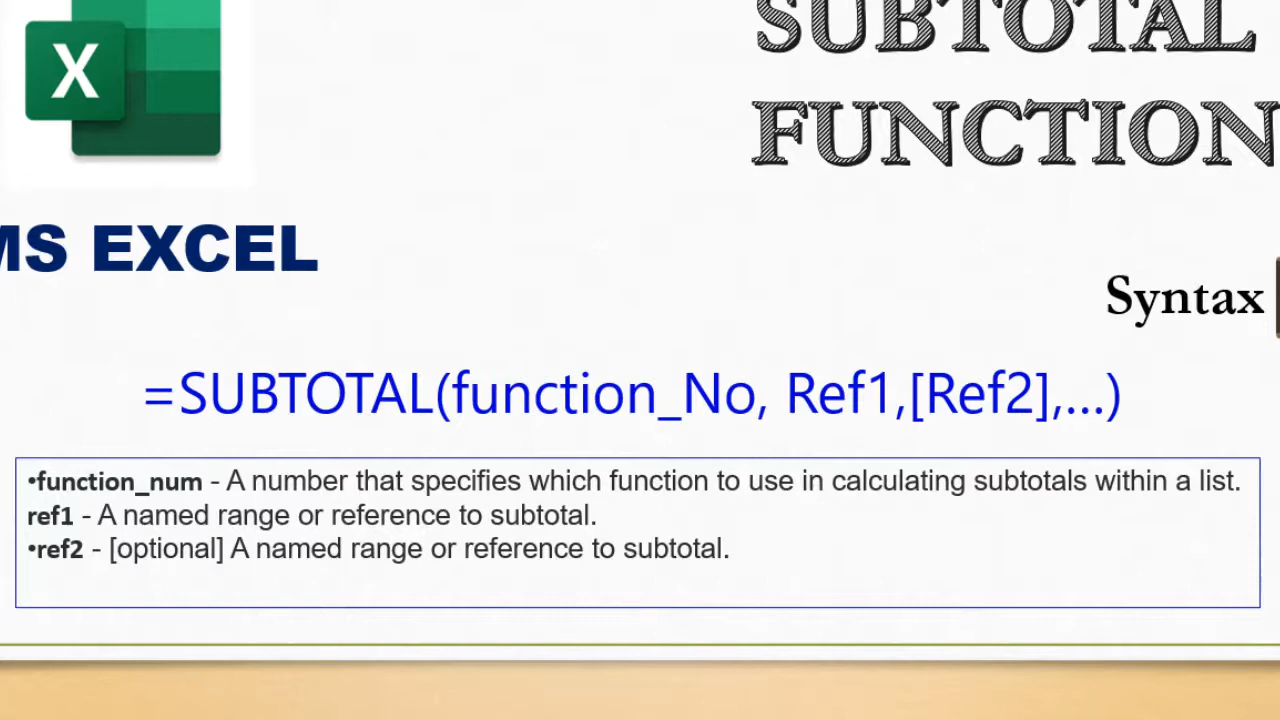 X
SUBTOTAL
FUNCTION
MS EXCEL
Syntax
=SUBTOTAL(function_No, Ref1,[Ref2],...)
•function_num - A number that specifies which function to use in calculating subtotals within a list.
ref1 - A named range or reference to subtotal.
•ref2 - [optional] A named range or reference to subtotal.